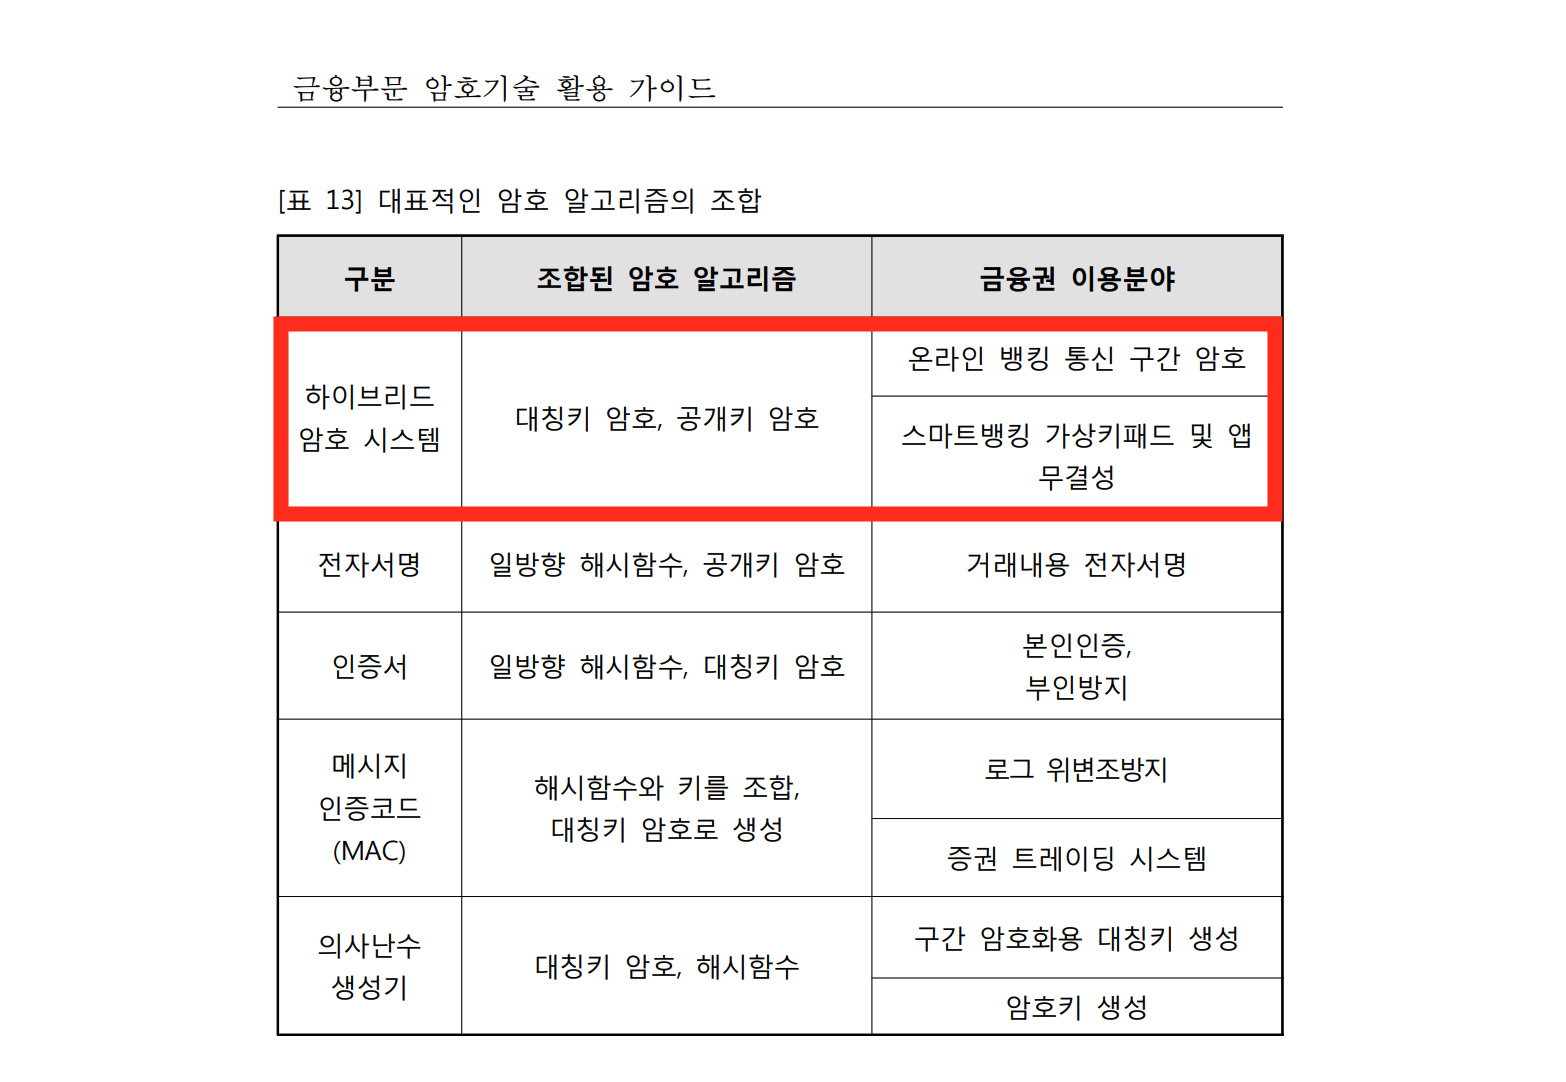 금융부문 암호기술 활용 가이드
[표 13] 대표적인 암호 알고리즘의 조합
구분 조합된 암호 알고리즘 금융권 이용분야
하이브리드
암호 시스템
대칭키 암호, 공개키 암호
온라인 뱅킹 통신 구간 암호
스마트뱅킹 가상키패드 및 앱
무결성
전자서명 일방향 해시함수, 공개키 암호 거래내용 전자서명
인증서 일방향 해시함수, 대칭키 암호
본인인증,
부인방지
메시지
인증코드
(MAC)
해시함수와 키를 조합,
대칭키 암호로 생성
로그 위변조방지
증권 트레이딩 시스템
의사난수
생성기
대칭키 암호, 해시함수
구간 암호화용 대칭키 생성
암호키 생성